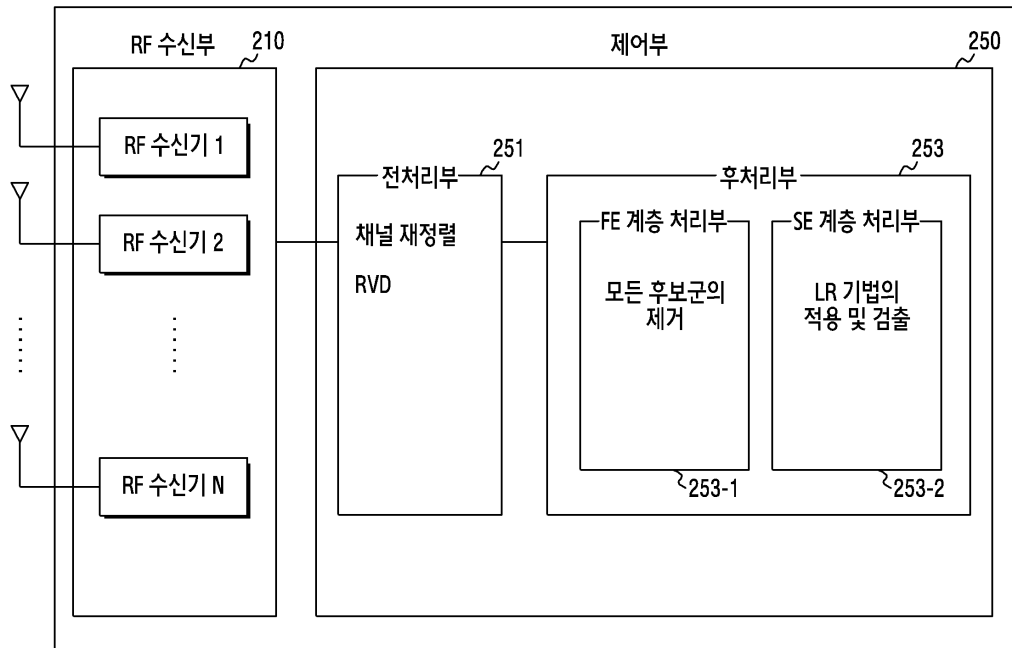 RF 수신부
210
RF 수신기 1
RF 수신기 2
RF 수신기 N
제어부
250
전처리부
251
채널 재정렬
RVD
후처리부
253
FE 계층 처리부
모든 후보군의
제거
253-1
SE 계층 처리부
LR 기법의
적용 및 검출
253-2